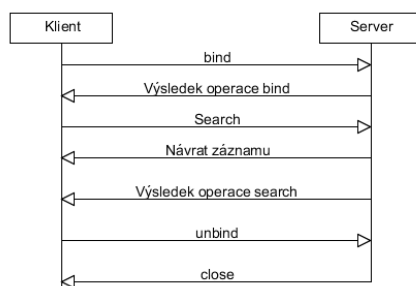 Klient
Server
bind
Výsledek operace bind
Search
Návrat záznamu
Výsledek operace search
unbind
close